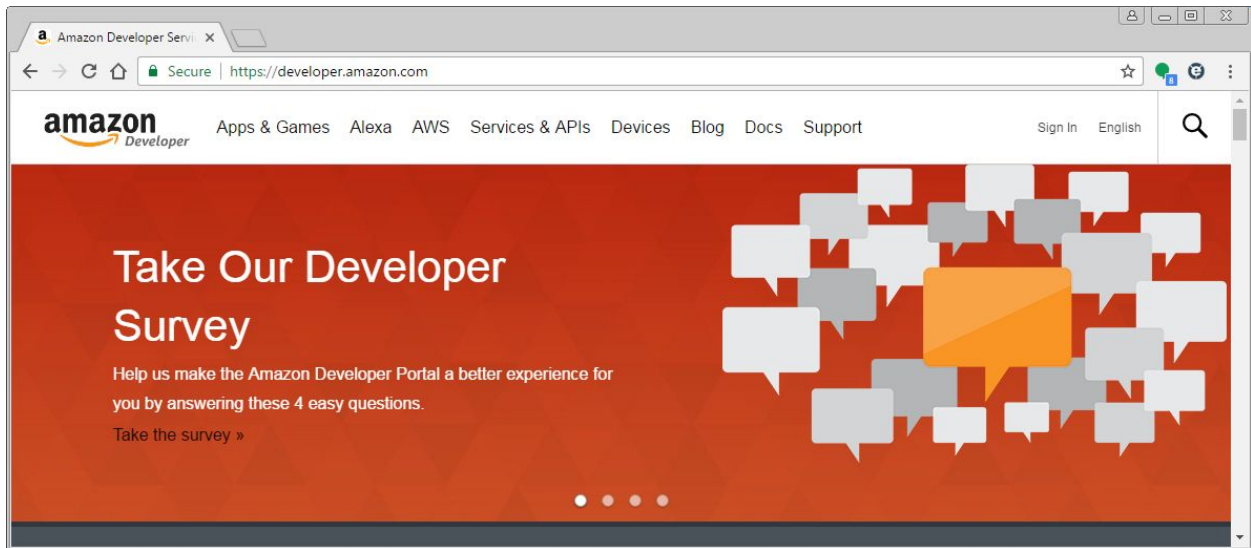 Amazon Developer Servi
Secure | https://developer.amazon.com
8
amazon
Developer
Apps & Games Alexa AWS Services & APIs Devices Blog Docs Support Sign In English
Take Our Developer
Survey
Help us make the Amazon Developer Portal a better experience for
you by answering these 4 easy questions.
Take the survey »